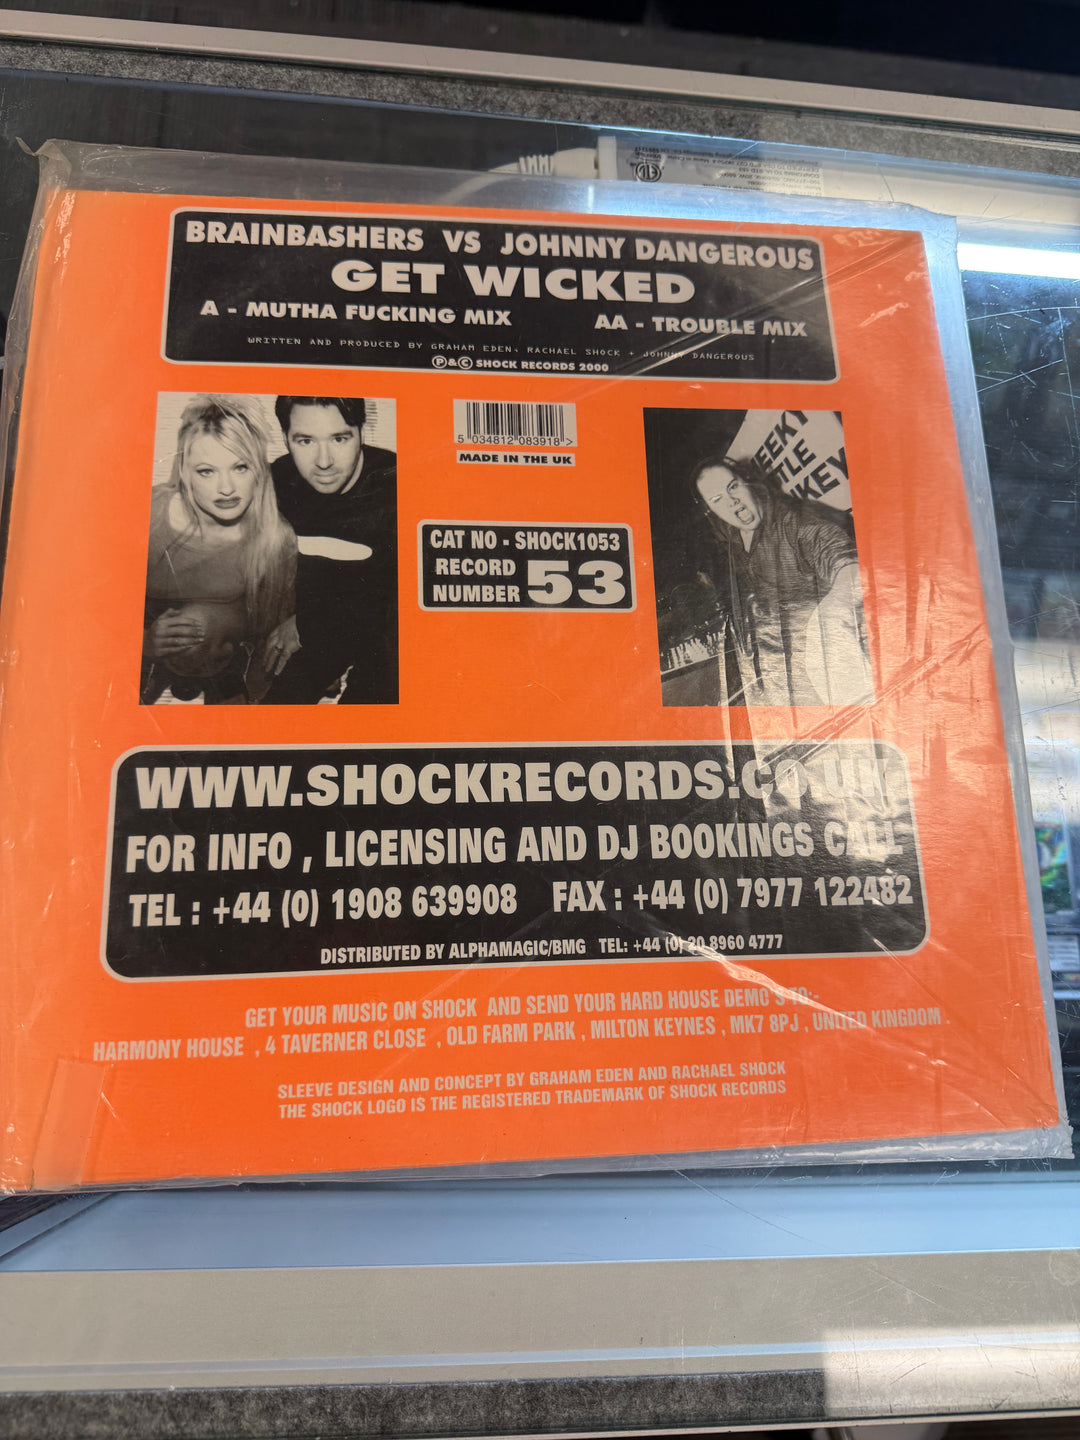 BRAINBASHERS VS JOHNNY DANGEROUS
GET WICKED
A - MUTHA FUCKING MIX
AA - TROUBLE MIX
WRITTEN AND PRODUCED BY GRAHAM EDEN, RACHAEL SHOCK + JOHNNY DANGEROUS
Ⓟ&© SHOCK RECORDS 2000
5 034812 083918 >
MADE IN THE UK
CAT NO - SHOCK1053
RECORD
NUMBER 53
WWW.SHOCKRECORDS.CO.UK
FOR INFO , LICENSING AND DJ BOOKINGS CALL
TEL : +44 (0) 1908 639908 FAX : +44 (0) 7977 122482
DISTRIBUTED BY ALPHAMAGIC/BMG TEL: +44 (0) 20 8960 4777
GET YOUR MUSIC ON SHOCK AND SEND YOUR HARD HOUSE DEMO'S TO:-
HARMONY HOUSE , 4 TAVERNER CLOSE , OLD FARM PARK , MILTON KEYNES , MK7 8PJ , UNITED KINGDOM .
SLEEVE DESIGN AND CONCEPT BY GRAHAM EDEN AND RACHAEL SHOCK
THE SHOCK LOGO IS THE REGISTERED TRADEMARK OF SHOCK RECORDS